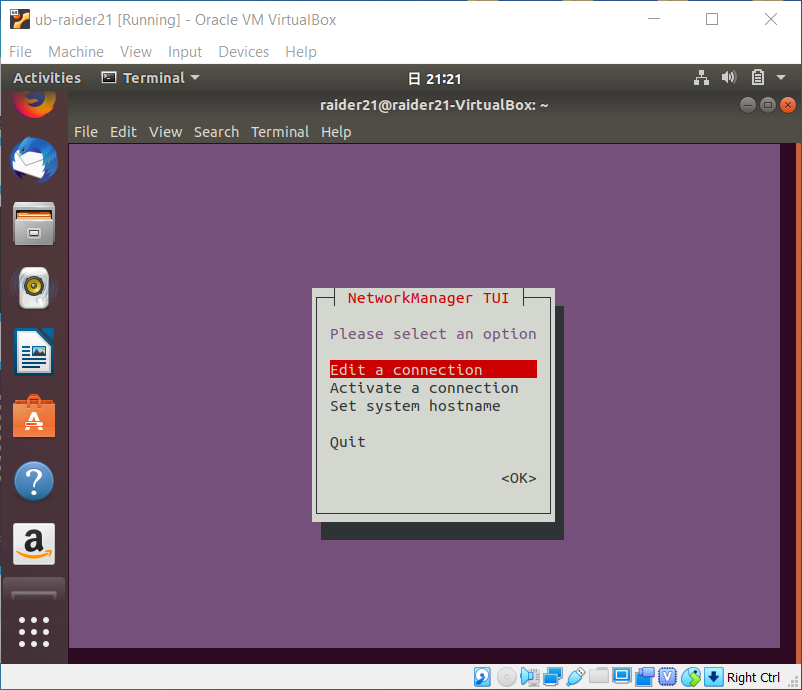 ub-raider21 [Running] - Oracle VM VirtualBox
File Machine View Input Devices Help
Activities Terminal 日 21:21
raider21@raider21-VirtualBox: ~
File Edit View Search Terminal Help
NetworkManager TUI
Please select an option
Edit a connection
Activate a connection
Set system hostname
Quit
<OK>
Right Ctrl